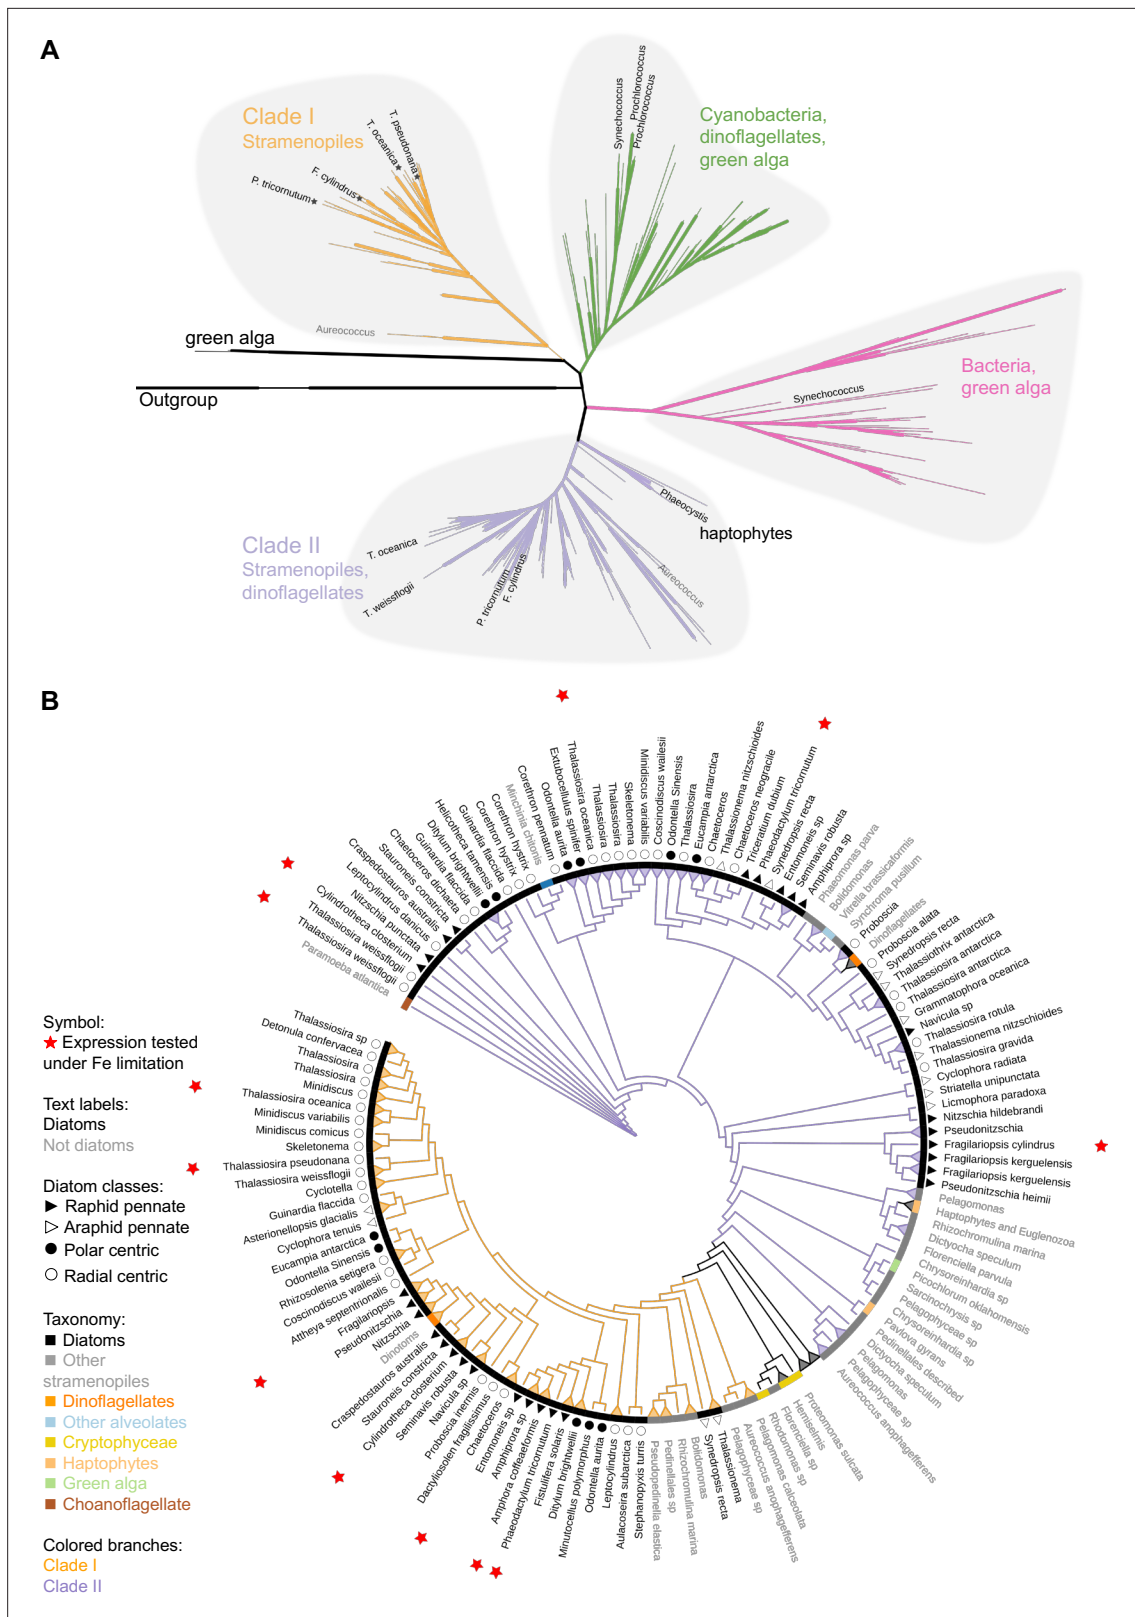 A
Clade I
Stramenopiles
T. pseudonana
T. oceanica
F. cylindrus
P. tricornutum
Aureococcus
green alga
Outgroup
Synechococcus
Prochlorococcus
Prochlorococcus
Cyanobacteria,
dinoflagellates,
green alga
Bacteria,
green alga
Synechococcus
Phaeocystis
haptophytes
Aureococcus
Clade II
Stramenopiles,
dinoflagellates
T. oceanica
T. weissflogii
P. tricornutum
F. cylindrus
B
Paramoeba atlantica
Thalassiosira weissflogii
Thalassiosira weissflogii
Cylindrotheca closterium
Nitzschia punctata
Leptocylindrus danicus
Craspedostauros australis
Stauroneis constricta
Chaetoceros dichaeta
Guinardia flaccida
Ditylum brightwellii
Guinardia flaccida
Helicotheca tamensis
Corethron hystrix
Corethron hystrix
Minchinia chitonis
Corethron pennatum
Odontella aurita
Extubocellulus spinifer
Thalassiosira oceanica
Thalassiosira
Thalassiosira
Skeletonema
Minidiscus variabilis
Coscinodiscus wailesii
Odontella Sinensis
Thalassiosira
Eucampia antarctica
Chaetoceros
Thalassionema nitzschioides
Chaetoceros neogracile
Triceratium dubium
Phaeodactylum tricornutum
Synedropsis recta
Entomoneis sp
Seminavis robusta
Amphiprora sp
Phaeomonas parva
Bolidomonas
Vitrella brassicaformis
Synchroma pusillum
Proboscia
Dinoflagellates
Proboscia alata
Synedropsis recta
Thalassiothrix antarctica
Thalassiosira antarctica
Thalassiosira antarctica
Grammatophora oceanica
Navicula sp
Thalassiosira rotula
Thalassionema nitzschioides
Thalassiosira gravida
Cyclophora radiata
Striatella unipunctata
Licmophora paradoxa
Nitzschia hildebrandi
Pseudonitzschia
Fragilariopsis cylindrus
Fragilariopsis kerguelensis
Fragilariopsis kerguelensis
Pseudonitzschia heimii
Pelagomonas
Haptophytes and Euglenozoa
Rhizochromulina marina
Dictyocha speculum
Florenciella parvula
Chrysoreinhardia sp
Picochlorum oklahomensis
Sarcinochrysis sp
Pelagophyceae sp
Chrysoreinhardia sp
Pavlova gyrans
Pedinellales described
Dictyocha speculum
Pelagomonas
Pelagophyceae sp
Aureococcus anophagefferens
Proteomonas sulcata
Hemiselmis
Florenciella sp
Rhodomonas sp
Pelagomonas calceolata
Aureococcus anophagefferens
Pelagophyceae sp
Thalassionema
Synedropsis recta
Bolidomonas
Rhizochromulina marina
Pedinellales sp
Pseudopedinella elastica
Stephanopyxis turris
Aulacoseira subarctica
Leptocylindrus
Odontella aurita
Minutocellus polymorphus
Ditylum brightwellii
Fistulifera solaris
Phaeodactylum tricornutum
Amphora coffeaeformis
Amphiprora sp
Entomoneis sp
Chaetoceros
Dactyliosolen fragilissimus
Proboscia inermis
Navicula sp
Seminavis robusta
Cylindrotheca closterium
Stauroneis constricta
Craspedostauros australis
Dinotoms
Nitzschia
Pseudonitzschia
Fragilariopsis
Attheya septentrionalis
Coscinodiscus wailesii
Rhizosolenia setigera
Odontella Sinensis
Eucampia antarctica
Cyclophora tenuis
Asterionellopsis glacialis
Guinardia flaccida
Cyclotella
Thalassiosira weissflogii
Thalassiosira pseudonana
Skeletonema
Minidiscus comicus
Minidiscus variabilis
Thalassiosira oceanica
Minidiscus
Thalassiosira
Thalassiosira
Detonula confervacea
Thalassiosira sp
Symbol:
Expression tested
under Fe limitation
Text labels:
Diatoms
Not diatoms
Diatom classes:
Raphid pennate
Araphid pennate
Polar centric
Radial centric
Taxonomy:
Diatoms
Other
stramenopiles
Dinoflagellates
Other alveolates
Cryptophyceae
Haptophytes
Green alga
Choanoflagellate
Colored branches:
Clade I
Clade II